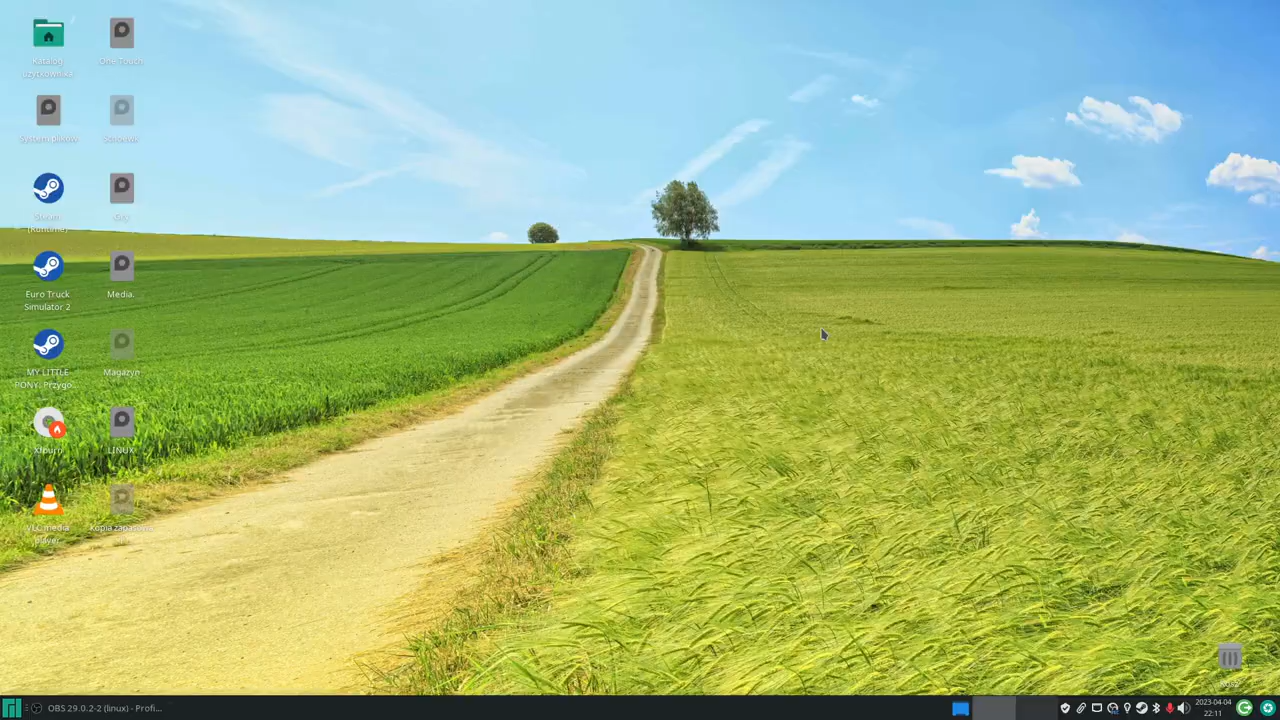 Katalog
użytkownika
One Touch
System plików
Steam
(Runtime)
Gry
Euro Truck
Simulator 2
Media.
MY LITTLE
PONY: Przygo...
Magazyn
Xfburn
LINUX
VLC media
player
Kopia zapasowa
OBS 29.0.2-2 (linux) - Profi...
2023-04-04
22:11